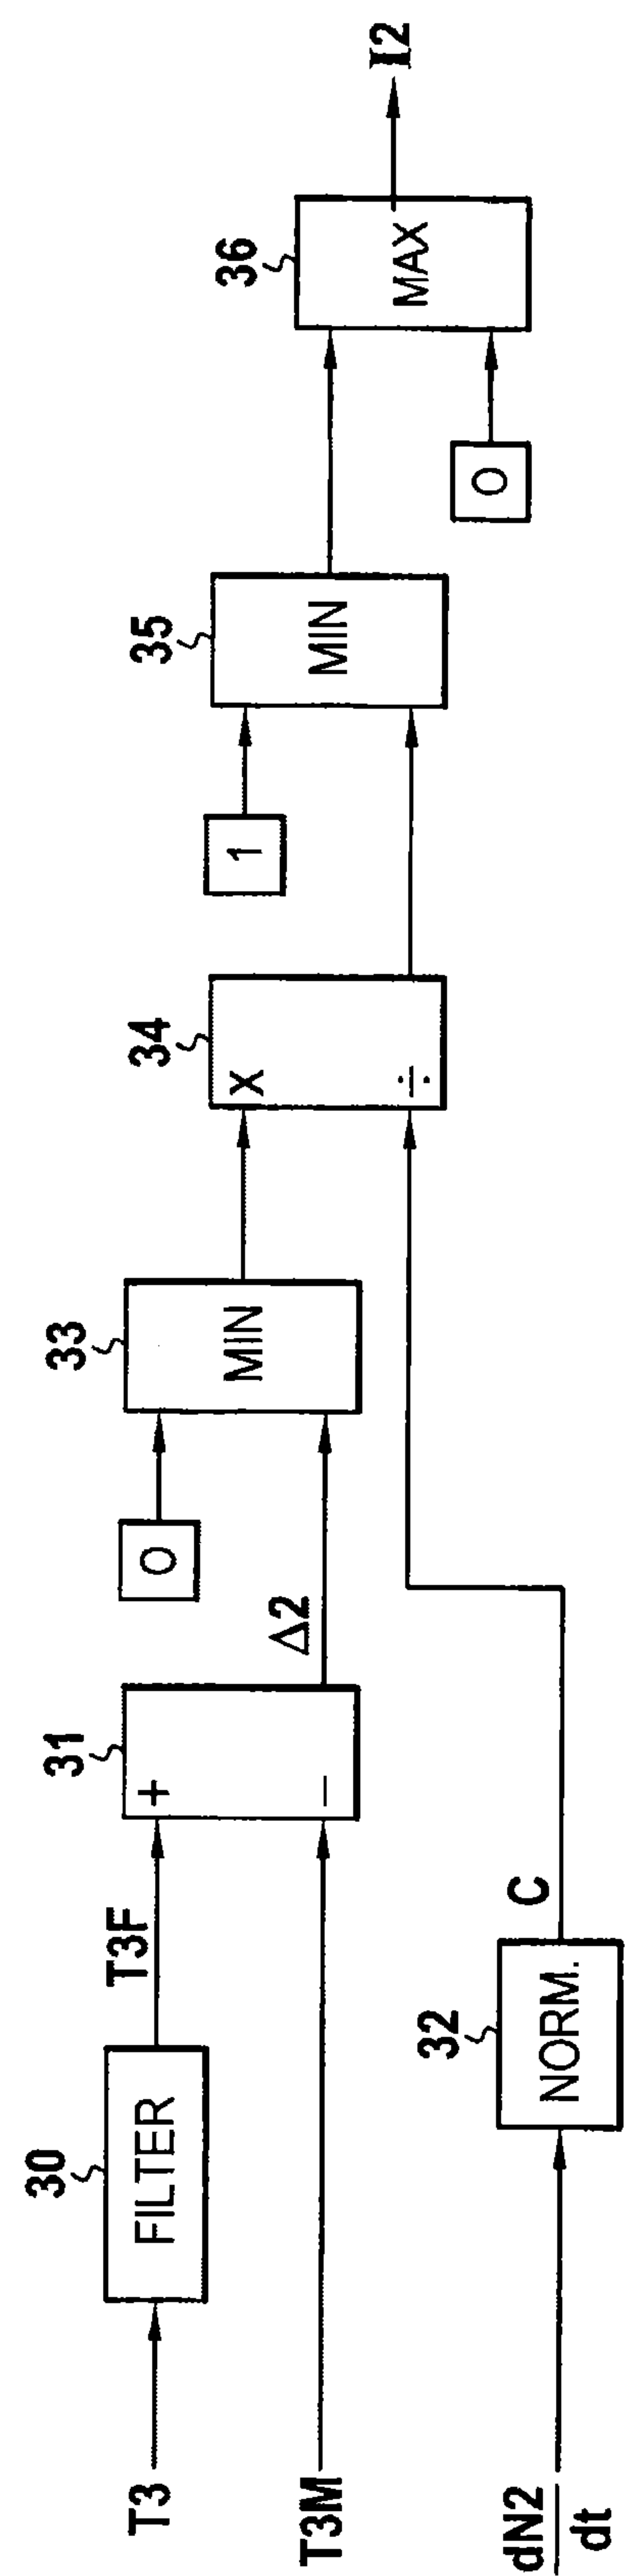 T3
30
FILTER
T3F
T3M
31
+
−
Δ2
0
33
MIN
dN2
dt
32
NORM.
C
34
X
÷
1
35
MIN
0
36
MAX
I2